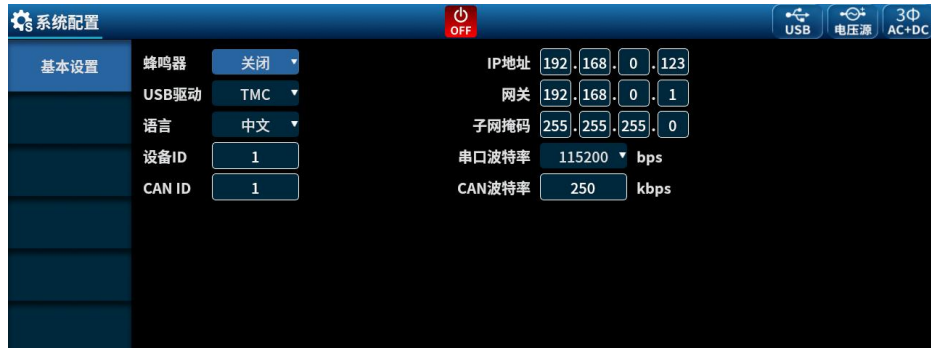 系统配置
OFF
USB
电压源
3Φ
AC+DC
基本设置
蜂鸣器 关闭
USB驱动 TMC
语言 中文
设备ID 1
CAN ID 1
IP地址 192.168.0.123
网关 192.168.0.1
子网掩码 255.255.255.0
串口波特率 115200 bps
CAN波特率 250 kbps